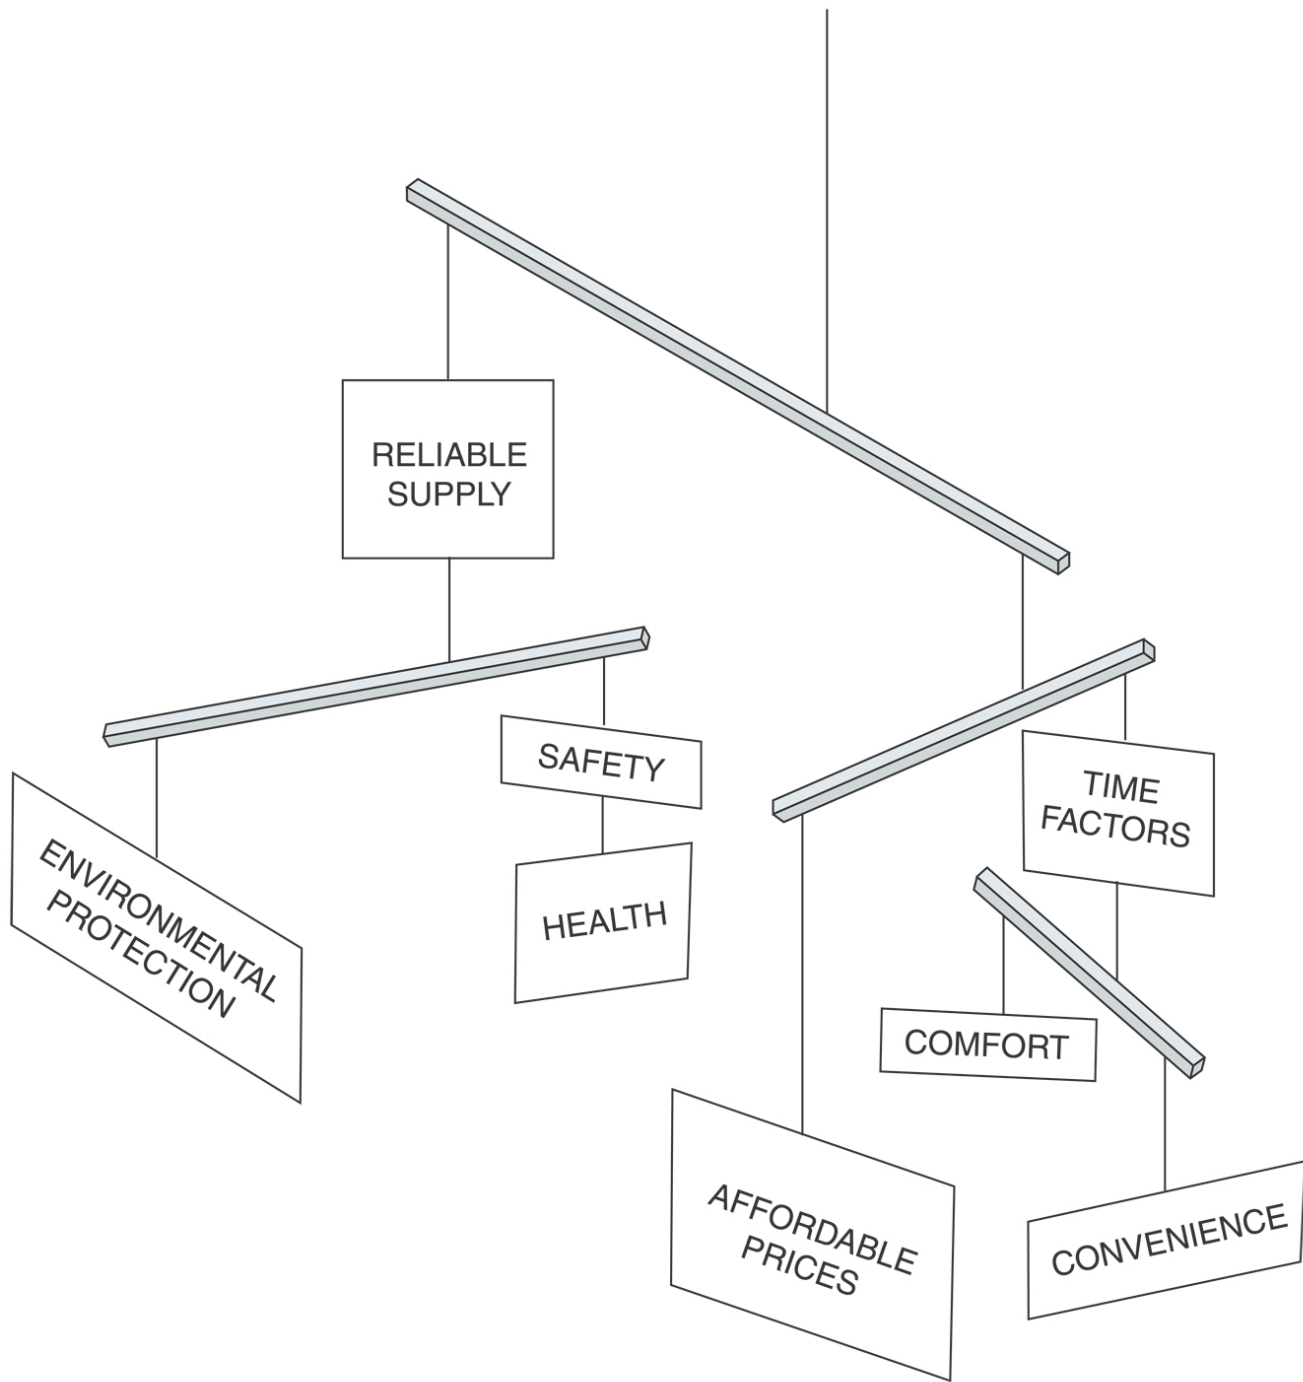 RELIABLE
SUPPLY
SAFETY
TIME
FACTORS
ENVIRONMENTAL
PROTECTION
HEALTH
COMFORT
AFFORDABLE
PRICES
CONVENIENCE